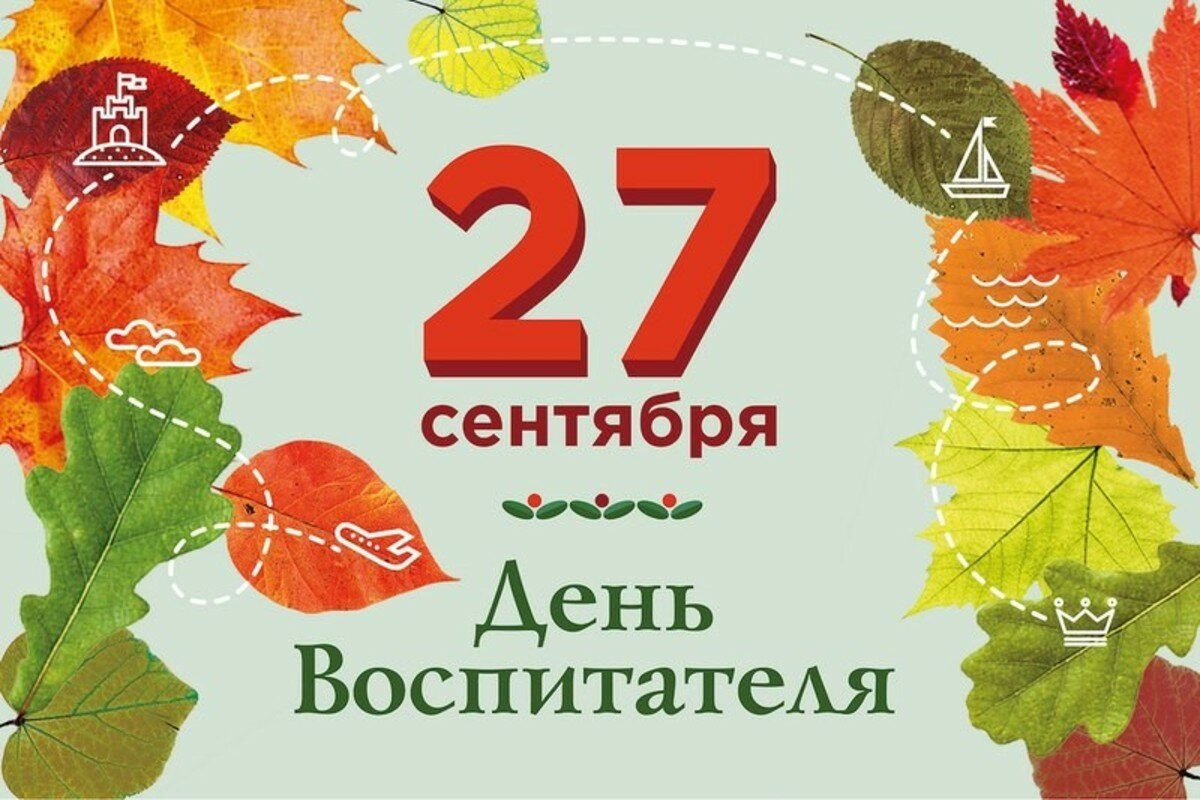 27
сентября
День
Воспитателя